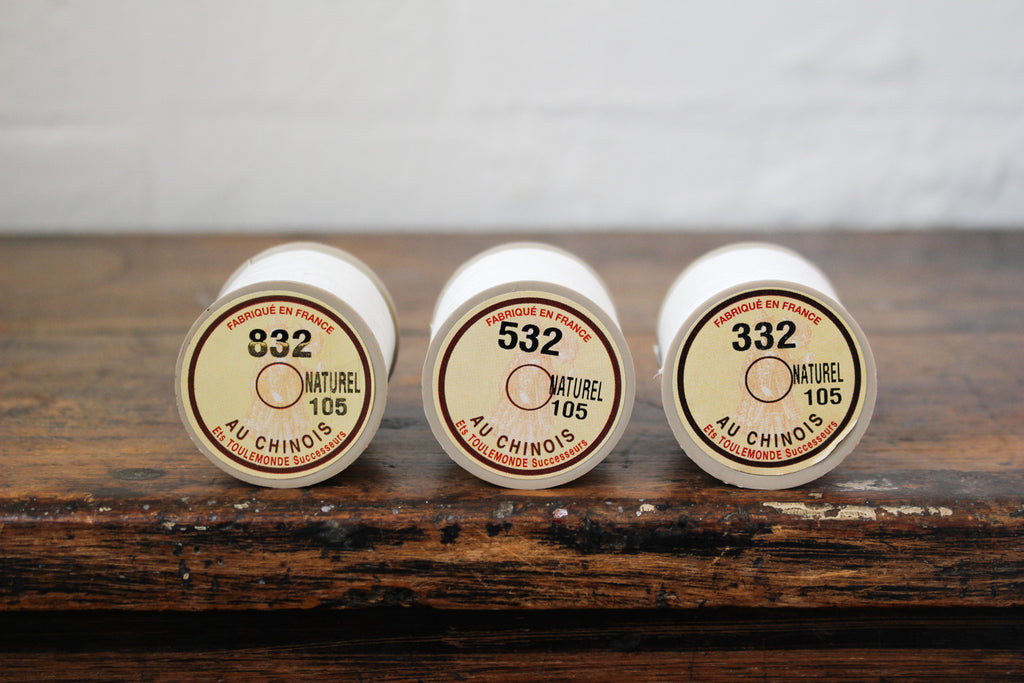 FABRIQUÉ EN FRANCE
832
NATUREL
105
AU CHINOIS
Ets TOULEMONDE Successeurs
FABRIQUÉ EN FRANCE
532
NATUREL
105
AU CHINOIS
Ets TOULEMONDE Successeurs
FABRIQUÉ EN FRANCE
332
NATUREL
105
AU CHINOIS
Ets TOULEMONDE Successeurs